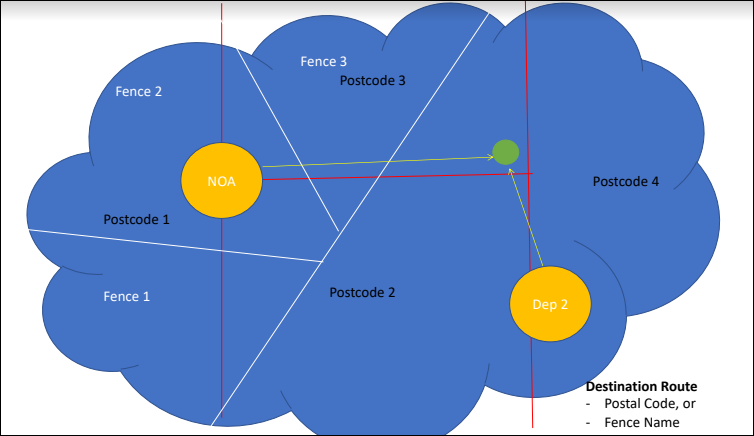 Fence 3
Postcode 3
Fence 2
NOA
Postcode 4
Postcode 1
Postcode 2
Fence 1
Dep 2
Destination Route
- Postal Code, or
- Fence Name